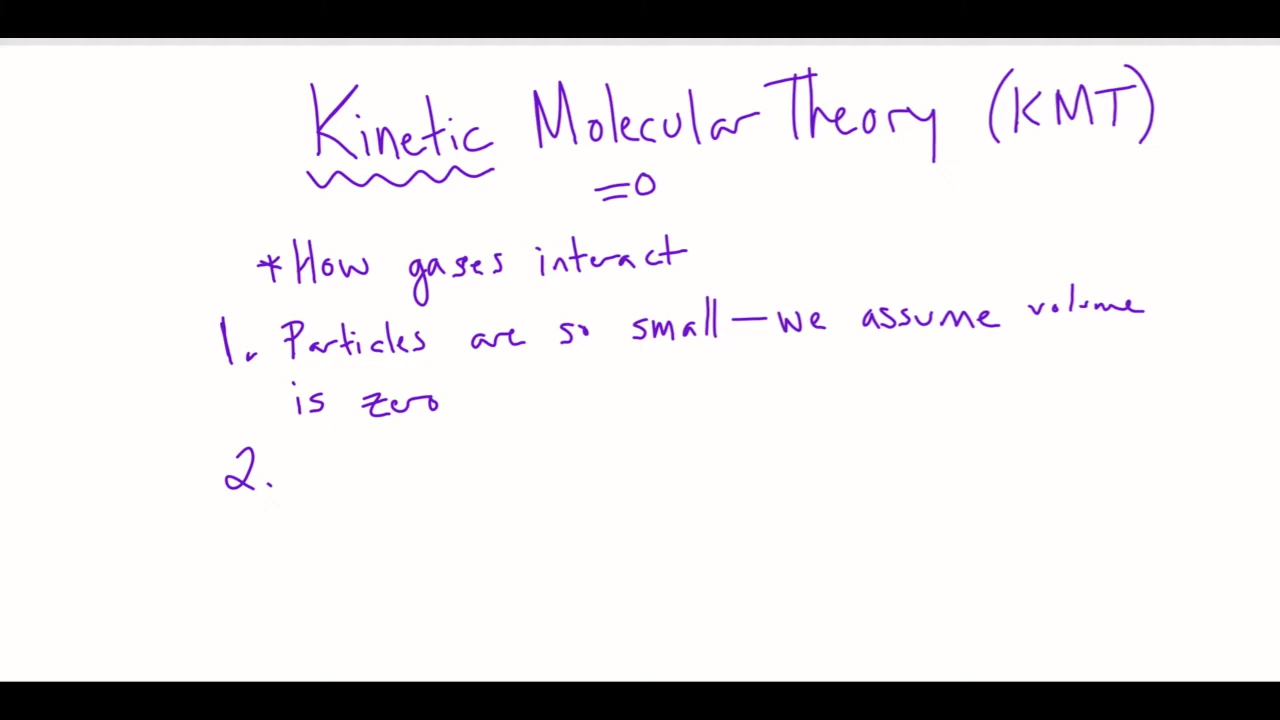 Kinetic Molecular Theory (KMT)
=0
*How gases interact
1. Particles are so small—we assume volume
is zero
2.